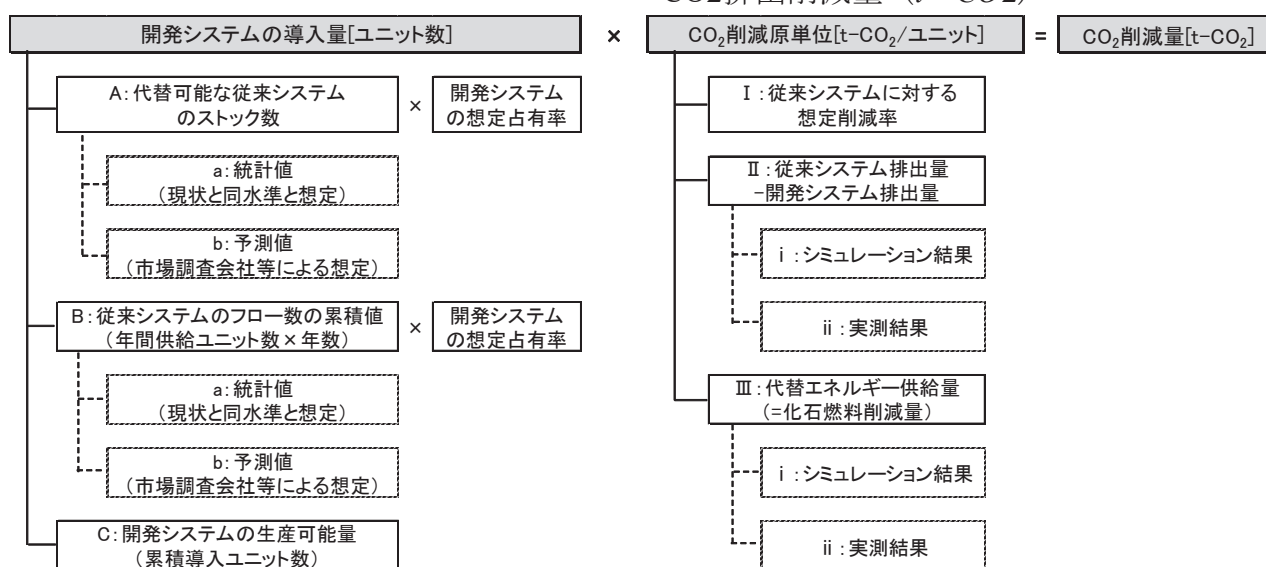 CO2排出削減量 (t-CO2)
開発システムの導入量[ユニット数] × CO₂削減原単位[t-CO₂/ユニット] = CO₂削減量[t-CO₂]
A:代替可能な従来システム
のストック数
×
開発システム
の想定占有率
a:統計値
(現状と同水準と想定)
b:予測値
(市場調査会社等による想定)
B:従来システムのフロー数の累積値
(年間供給ユニット数×年数)
×
開発システム
の想定占有率
a:統計値
(現状と同水準と想定)
b:予測値
(市場調査会社等による想定)
C:開発システムの生産可能量
(累積導入ユニット数)
Ⅰ:従来システムに対する
想定削減率
Ⅱ:従来システム排出量
-開発システム排出量
ⅰ:シミュレーション結果
ⅱ:実測結果
Ⅲ:代替エネルギー供給量
(=化石燃料削減量)
ⅰ:シミュレーション結果
ⅱ:実測結果